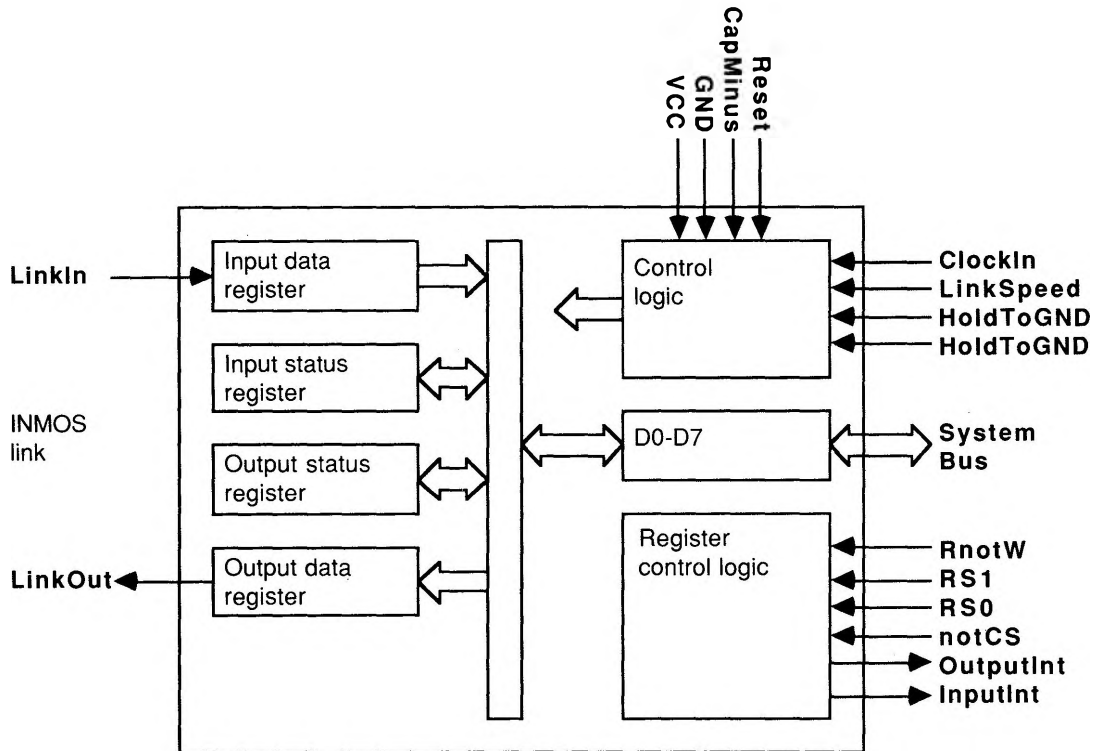 VCC
GND
CapMinus
Reset
LinkIn
Input data
register
Control
logic
ClockIn
LinkSpeed
HoldToGND
HoldToGND
Input status
register
INMOS
link
Output status
register
D0-D7
System
Bus
LinkOut
Output data
register
Register
control logic
RnotW
RS1
RS0
notCS
OutputInt
InputInt